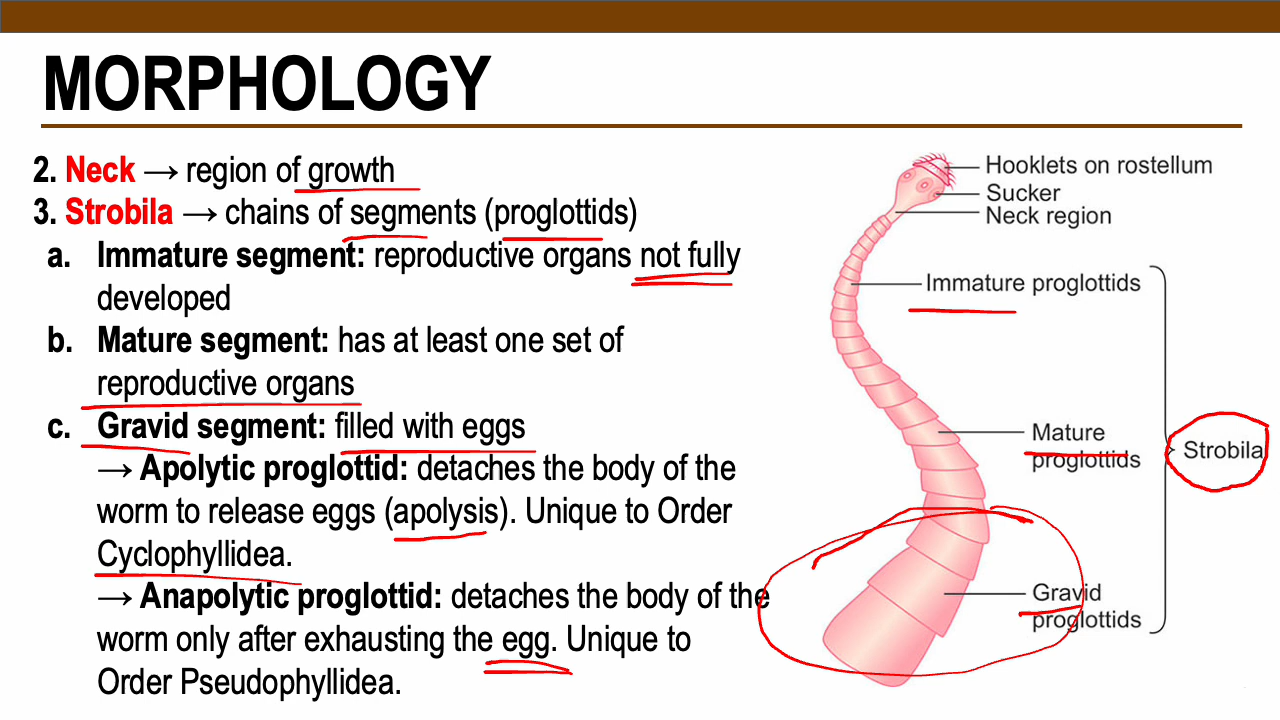 MORPHOLOGY
2. Neck → region of growth
3. Strobila → chains of segments (proglottids)
a. Immature segment: reproductive organs not fully
developed
b. Mature segment: has at least one set of
reproductive organs
c. Gravid segment: filled with eggs
→ Apolytic proglottid: detaches the body of the
worm to release eggs (apolysis). Unique to Order
Cyclophyllidea.
→ Anapolytic proglottid: detaches the body of the
worm only after exhausting the egg. Unique to
Order Pseudophyllidea.
Hooklets on rostellum
Sucker
Neck region
Immature proglottids
Mature
proglottids
Strobila
Gravid
proglottids